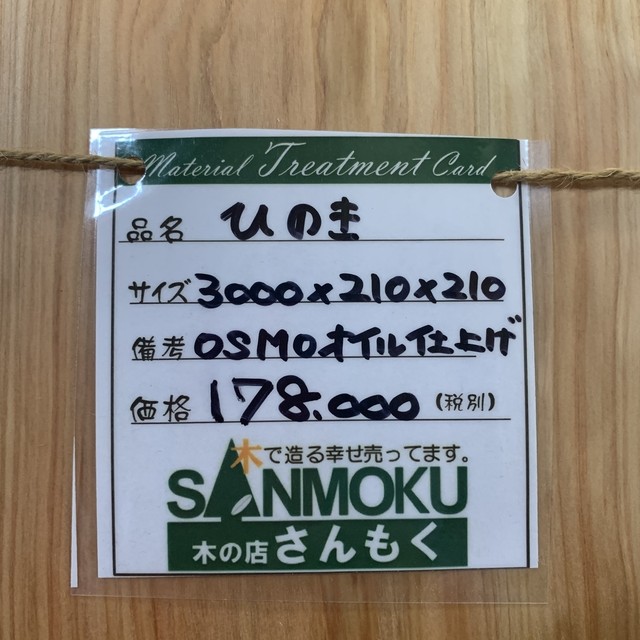 Material Treatment Card
品名 ひのき
サイズ 3000×210×210
備考 OSMOオイル仕上げ
価格 178.000 (税別)
木で造る幸せ売ってます。
SANMOKU
木の店 さんもく